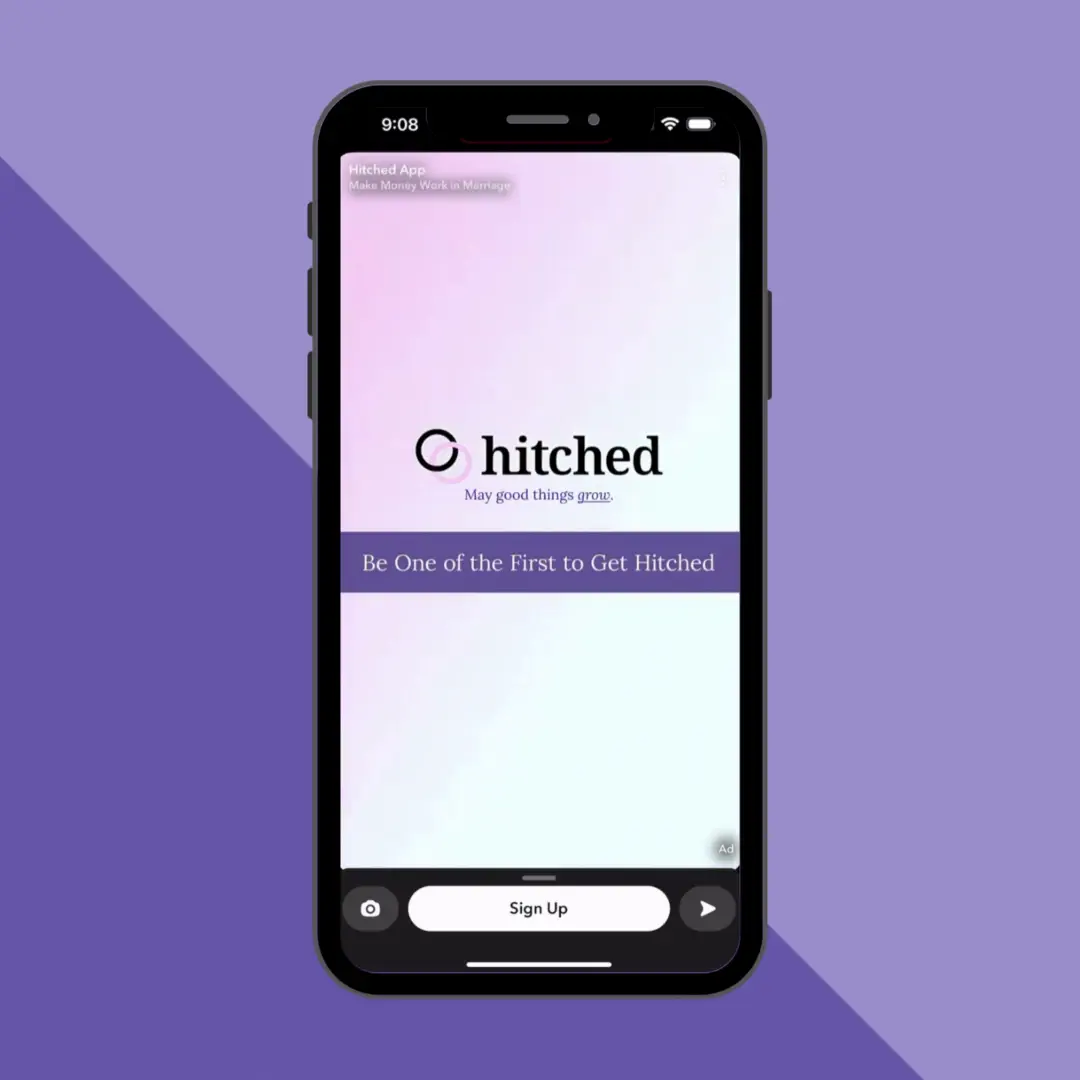 9:08
Hitched App
Make Money Work in Marriage
hitched
May good things grow.
Be One of the First to Get Hitched
Ad
Sign Up